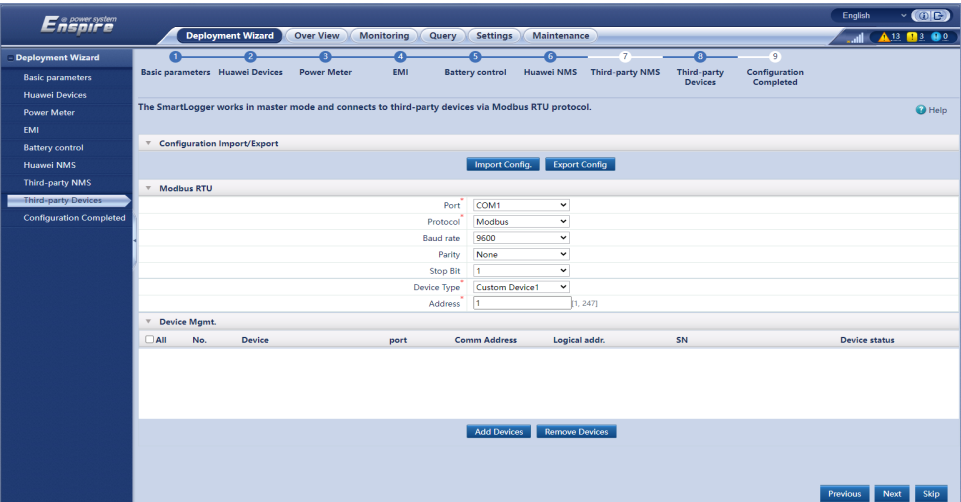 @ power system
Enspire
English
Deployment Wizard Over View Monitoring Query Settings Maintenance
13 3 0
Deployment Wizard
Basic parameters
Huawei Devices
Power Meter
EMI
Battery control
Huawei NMS
Third-party NMS
Third-party Devices
Configuration Completed
1 2 3 4 5 6 7 8 9
Basic parameters Huawei Devices Power Meter EMI Battery control Huawei NMS Third-party NMS Third-party Devices Configuration Completed
The SmartLogger works in master mode and connects to third-party devices via Modbus RTU protocol.
Help
Configuration Import/Export
Import Config. Export Config
Modbus RTU
Port* COM1
Protocol* Modbus
Baud rate 9600
Parity None
Stop Bit 1
Device Type* Custom Device1
Address* 1 [1, 247]
Device Mgmt.
All No. Device port Comm Address Logical addr. SN Device status
Add Devices Remove Devices
Previous Next Skip